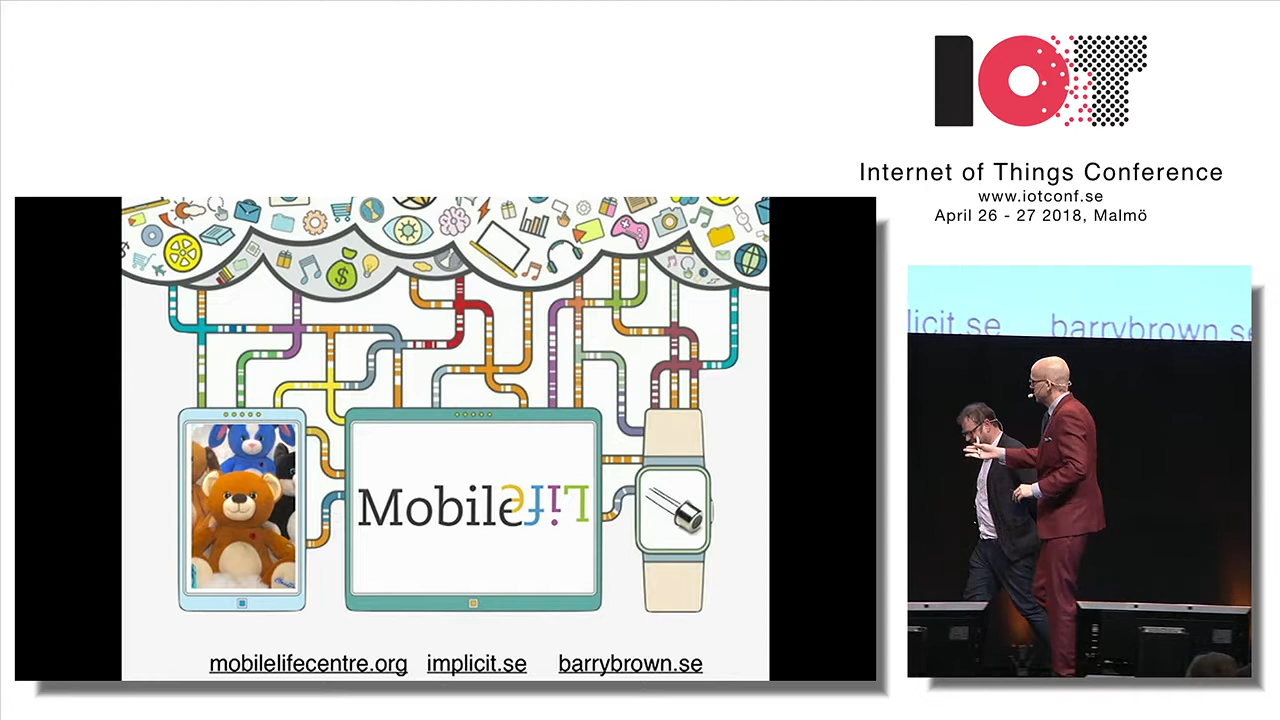 IOT
Internet of Things Conference
www.iotconf.se
April 26 - 27 2018, Malmö
$
MobileLife
mobilelifecentre.org implicit.se barrybrown.se
licit.se barrybrown.se